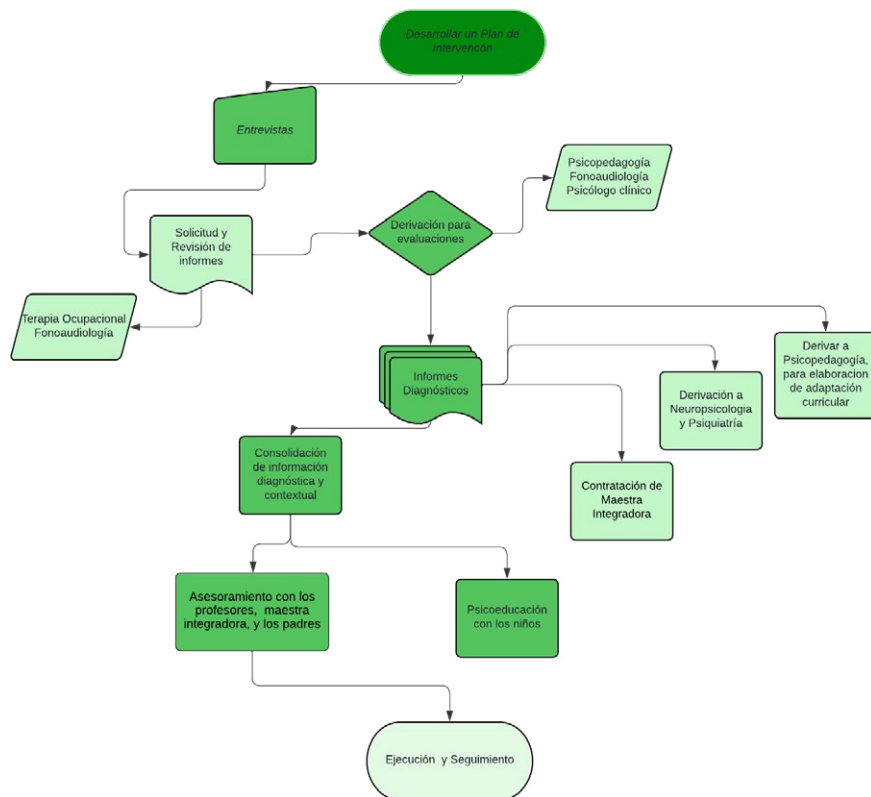 Desarrollar un Plan de
Intervencón
Entrevistas
Psicopedagogía
Fonoaudiología
Psicólogo clínico
Solicitud y
Revisión de
informes
Derivación para
evaluaciones
Terapia Ocupacional
Fonoaudiología
Informes
Diagnósticos
Derivar a
Psicopedagogía,
para elaboracion
de adaptación
curricular
Derivación a
Neuropsicologia
y Psiquiatría
Consolidación
de información
diagnóstica y
contextual
Contratación de
Maestra
Integradora
Asesoramiento con los
profesores, maestra
integradora, y los padres
Psicoeducación
con los niños
Ejecución y Seguimiento